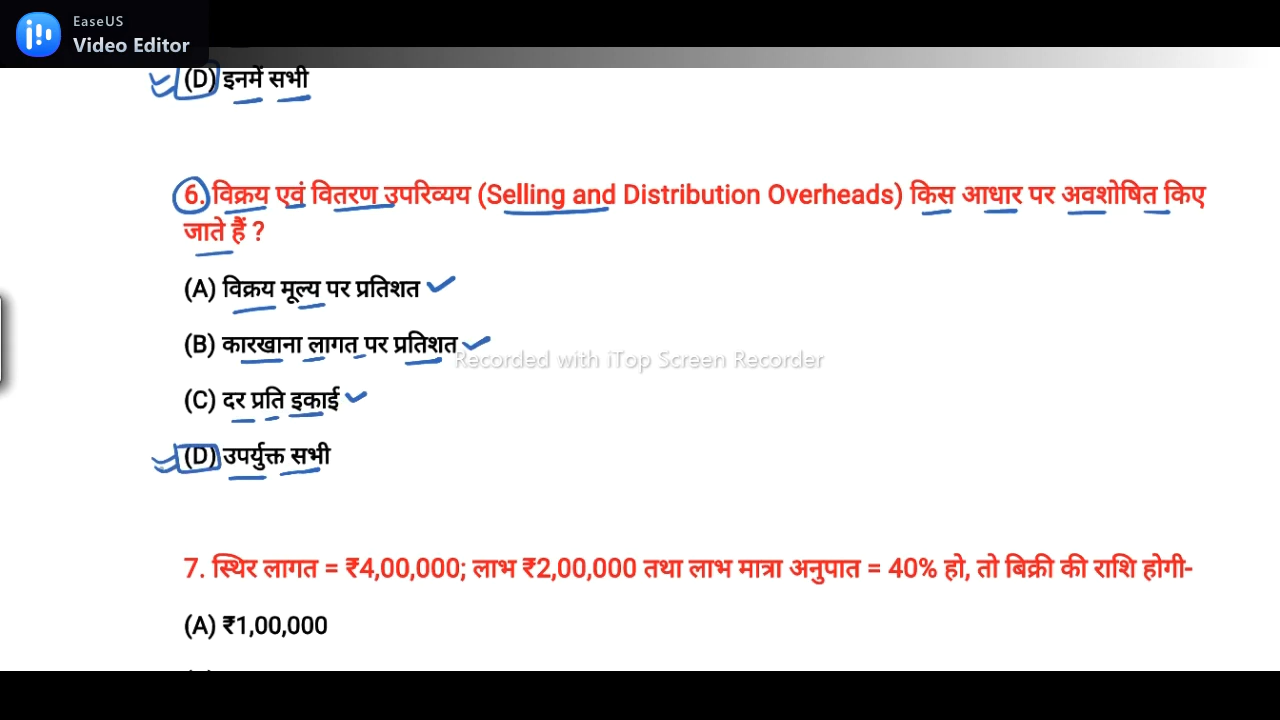 EaseUS
Video Editor
(D) इनमें सभी
6. विक्रय एवं वितरण उपरिव्यय (Selling and Distribution Overheads) किस आधार पर अवशोषित किए
जाते हैं ?
(A) विक्रय मूल्य पर प्रतिशत
(B) कारखाना लागत पर प्रतिशत
Recorded with iTop Screen Recorder
(C) दर प्रति इकाई
(D) उपर्युक्त सभी
7. स्थिर लागत = ₹4,00,000; लाभ ₹2,00,000 तथा लाभ मात्रा अनुपात = 40% हो, तो बिक्री की राशि होगी-
(A) ₹1,00,000